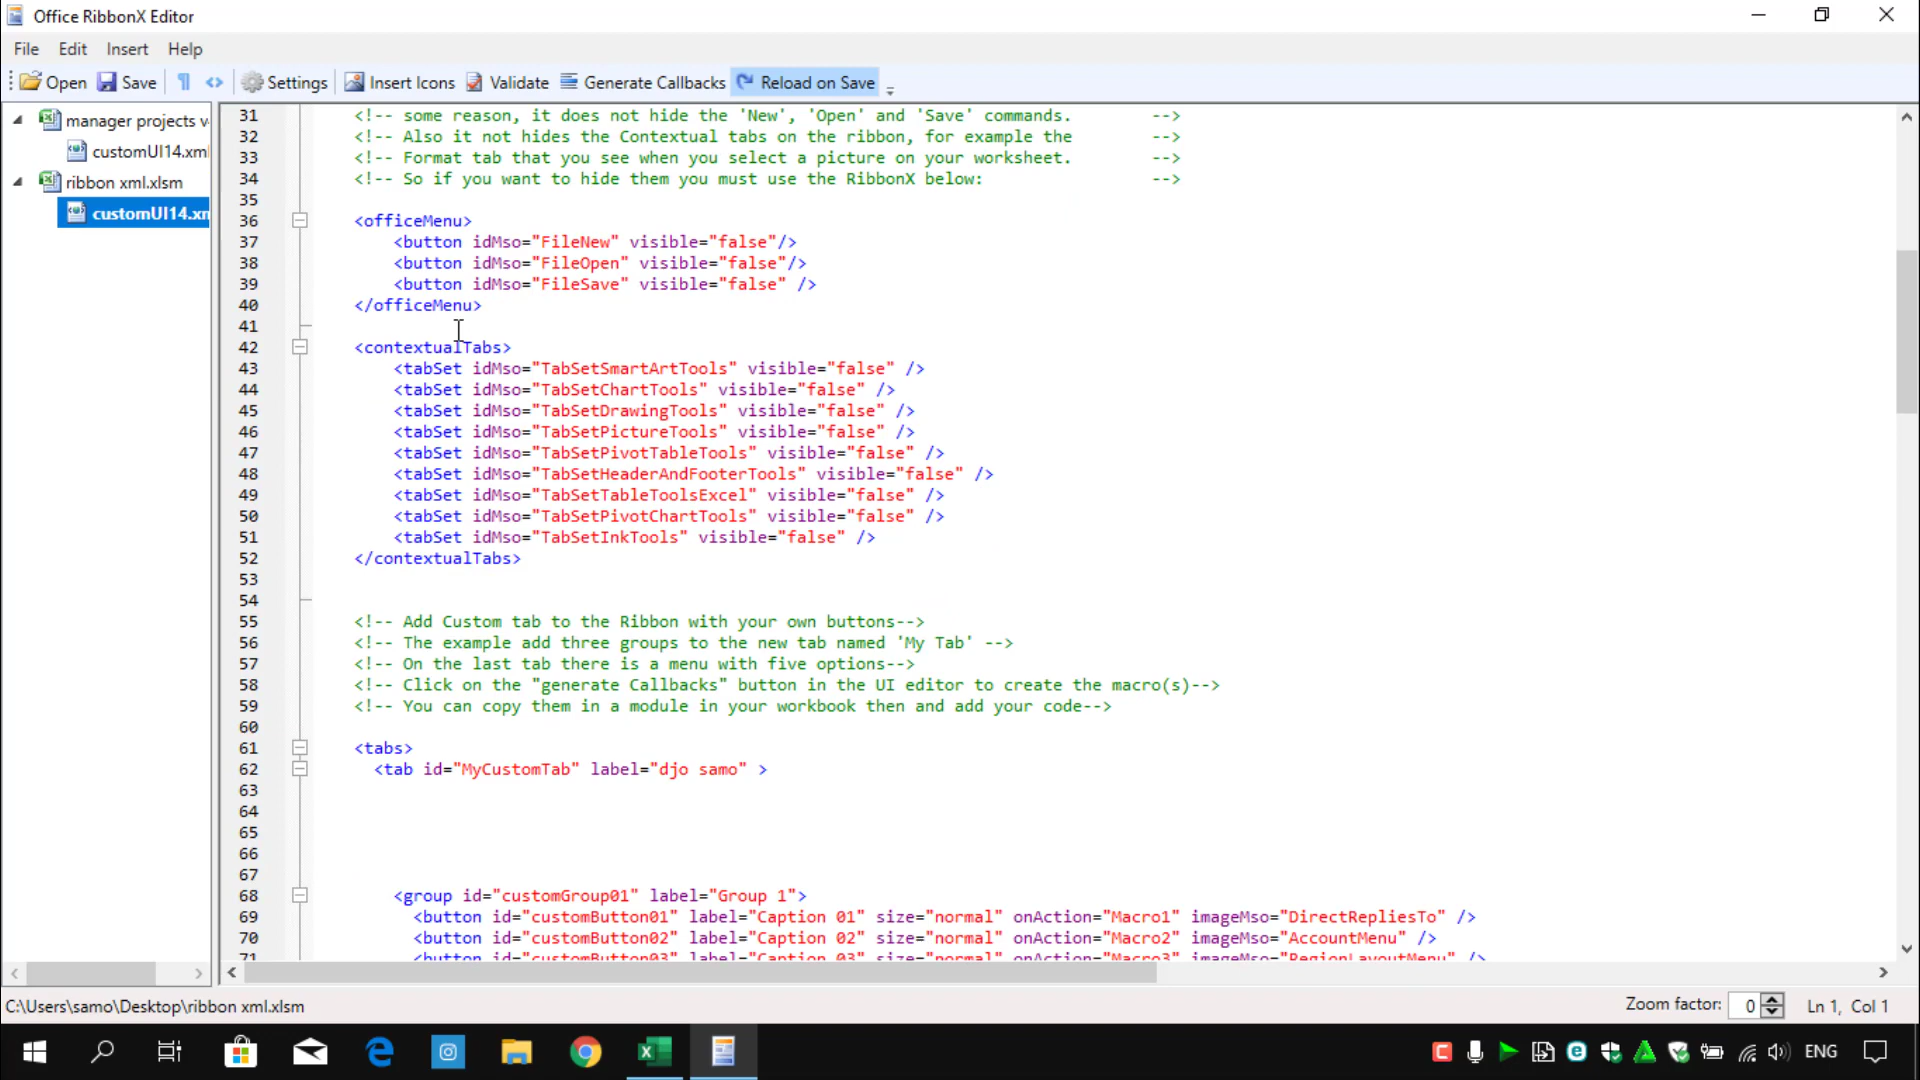 Office RibbonX Editor
File Edit Insert Help
Open Save Settings Insert Icons Validate Generate Callbacks Reload on Save
manager projects v
customUI14.xml
ribbon xml.xlsm
customUI14.xm
31 <!-- some reason, it does not hide the 'New', 'Open' and 'Save' commands. -->
32 <!-- Also it not hides the Contextual tabs on the ribbon, for example the -->
33 <!-- Format tab that you see when you select a picture on your worksheet. -->
34 <!-- So if you want to hide them you must use the RibbonX below: -->
35
36 <officeMenu>
37 <button idMso="FileNew" visible="false"/>
38 <button idMso="FileOpen" visible="false"/>
39 <button idMso="FileSave" visible="false" />
40 </officeMenu>
41
42 <contextualTabs>
43 <tabSet idMso="TabSetSmartArtTools" visible="false" />
44 <tabSet idMso="TabSetChartTools" visible="false" />
45 <tabSet idMso="TabSetDrawingTools" visible="false" />
46 <tabSet idMso="TabSetPictureTools" visible="false" />
47 <tabSet idMso="TabSetPivotTableTools" visible="false" />
48 <tabSet idMso="TabSetHeaderAndFooterTools" visible="false" />
49 <tabSet idMso="TabSetTableToolsExcel" visible="false" />
50 <tabSet idMso="TabSetPivotChartTools" visible="false" />
51 <tabSet idMso="TabSetInkTools" visible="false" />
52 </contextualTabs>
53
54
55 <!-- Add Custom tab to the Ribbon with your own buttons-->
56 <!-- The example add three groups to the new tab named 'My Tab' -->
57 <!-- On the last tab there is a menu with five options-->
58 <!-- Click on the "generate Callbacks" button in the UI editor to create the macro(s)-->
59 <!-- You can copy them in a module in your workbook then and add your code-->
60
61 <tabs>
62 <tab id="MyCustomTab" label="djo samo" >
63
64
65
66
67
68 <group id="customGroup01" label="Group 1">
69 <button id="customButton01" label="Caption 01" size="normal" onAction="Macro1" imageMso="DirectRepliesTo" />
70 <button id="customButton02" label="Caption 02" size="normal" onAction="Macro2" imageMso="AccountMenu" />
71 <button id="customButton03" label="Caption 03" size="normal" onAction="Macro3" imageMso="RegionLayoutMenu" />
C:\Users\samo\Desktop\ribbon xml.xlsm
Zoom factor: 0 Ln 1, Col 1
ENG